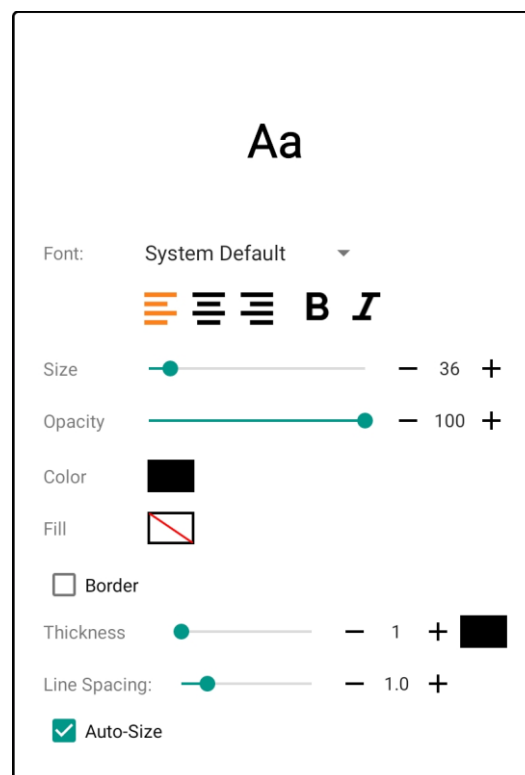 Aa
Font: System Default
B I
Size 36
Opacity 100
Color
Fill
Border
Thickness 1
Line Spacing: 1.0
Auto-Size